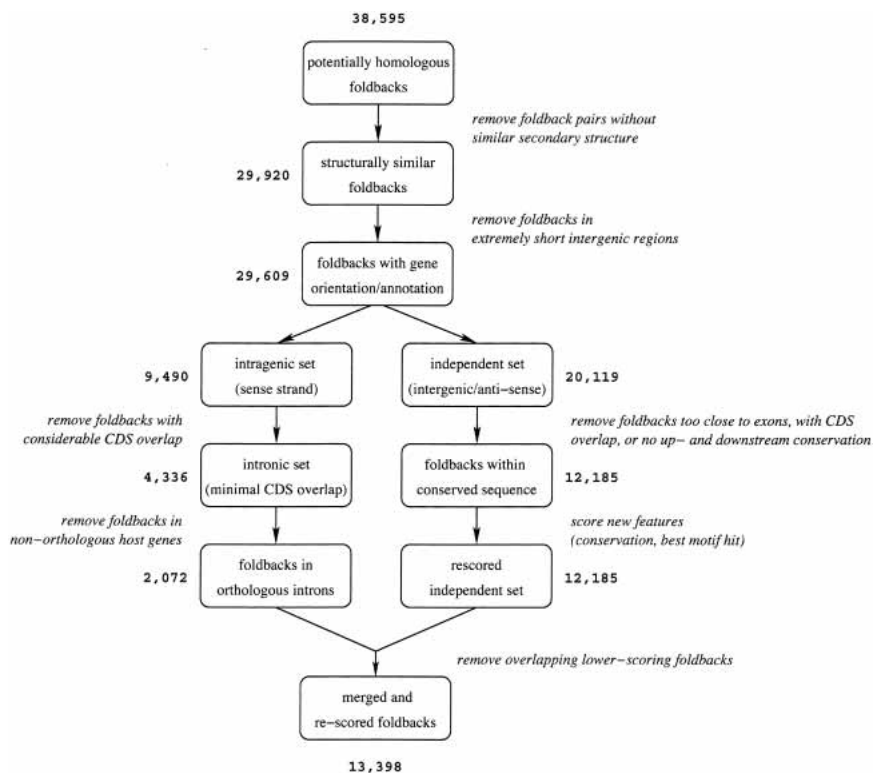 38,595
potentially homologous
foldbacks
remove foldback pairs without
similar secondary structure
29,920
structurally similar
foldbacks
remove foldbacks in
extremely short intergenic regions
29,609
foldbacks with gene
orientation/annotation
9,490
intragenic set
(sense strand)
independent set
(intergenic/anti-sense)
20,119
remove foldbacks with
considerable CDS overlap
remove foldbacks too close to exons, with CDS
overlap, or no up- and downstream conservation
4,336
intronic set
(minimal CDS overlap)
foldbacks within
conserved sequence
12,185
remove foldbacks in
non-orthologous host genes
score new features
(conservation, best motif hit)
2,072
foldbacks in
orthologous introns
rescored
independent set
12,185
remove overlapping lower-scoring foldbacks
merged and
re-scored foldbacks
13,398